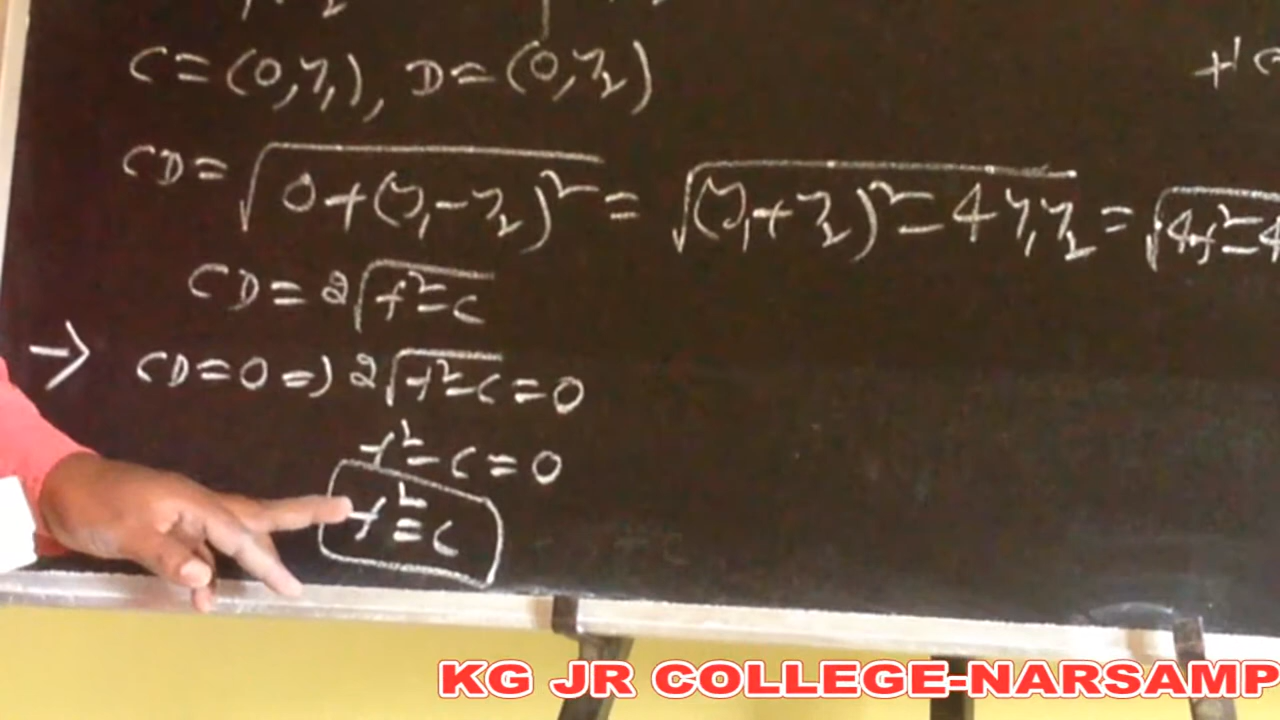 C = (0, y₁), D = (0, y₂)
CD = √(0 + (y₁ - y₂)²) = √((y₁ + y₂)² - 4y₁y₂) = √(4f² - 4
CD = 2√(f² - c)
→ CD = 0 ⇒ 2√(f² - c) = 0
f² - c = 0
f² = c
KG JR COLLEGE-NARSAMP